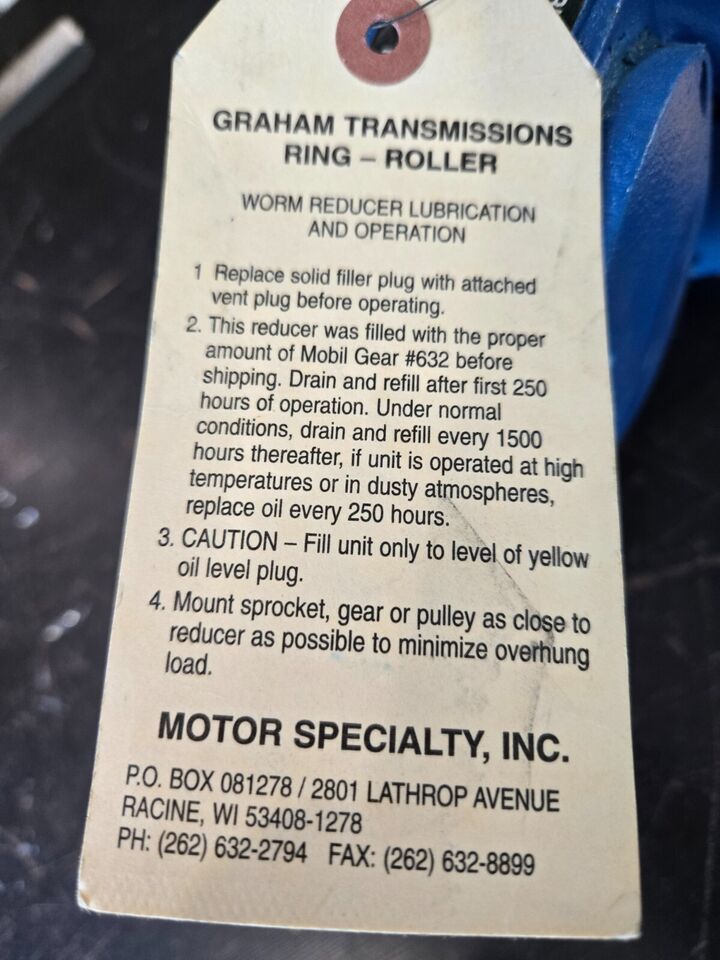 GRAHAM TRANSMISSIONS
RING – ROLLER
WORM REDUCER LUBRICATION
AND OPERATION
1 Replace solid filler plug with attached
vent plug before operating.
2. This reducer was filled with the proper
amount of Mobil Gear #632 before
shipping. Drain and refill after first 250
hours of operation. Under normal
conditions, drain and refill every 1500
hours thereafter, if unit is operated at high
temperatures or in dusty atmospheres,
replace oil every 250 hours.
3. CAUTION – Fill unit only to level of yellow
oil level plug.
4. Mount sprocket, gear or pulley as close to
reducer as possible to minimize overhung
load.
MOTOR SPECIALTY, INC.
P.O. BOX 081278 / 2801 LATHROP AVENUE
RACINE, WI 53408-1278
PH: (262) 632-2794 FAX: (262) 632-8899